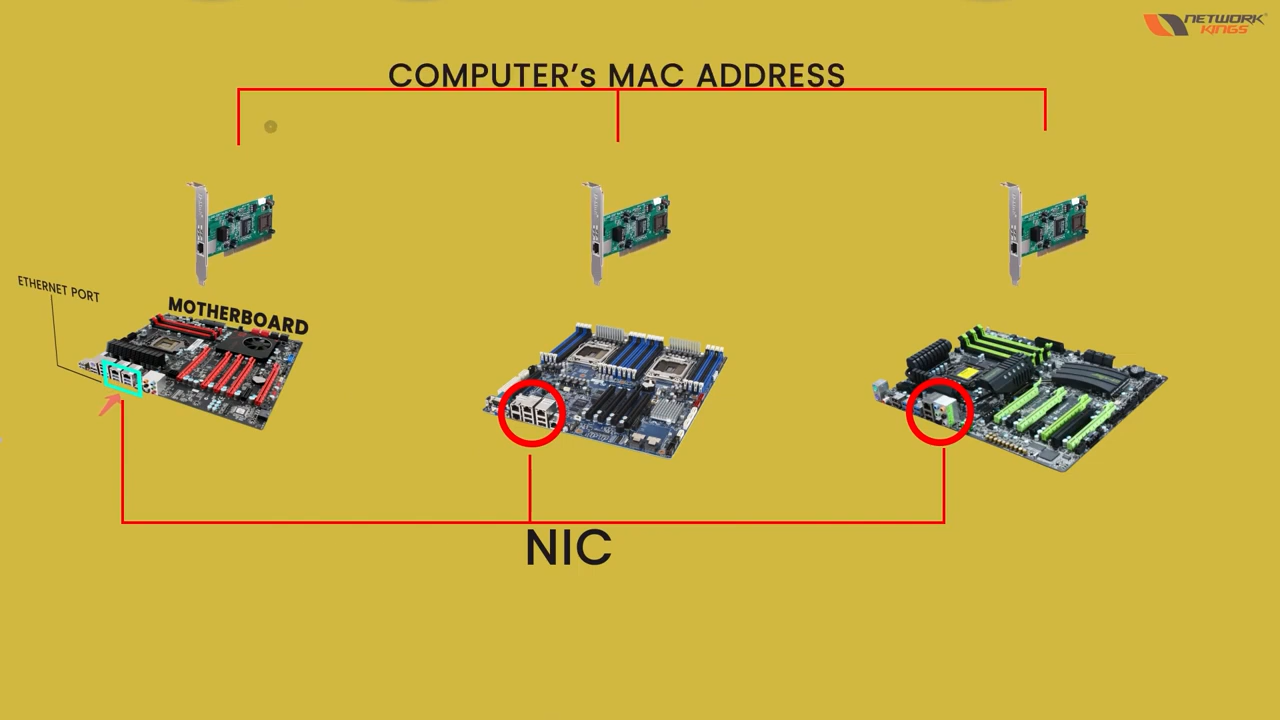 NETWORK
KINGS
COMPUTER's MAC ADDRESS
ETHERNET PORT
MOTHERBOARD
NIC